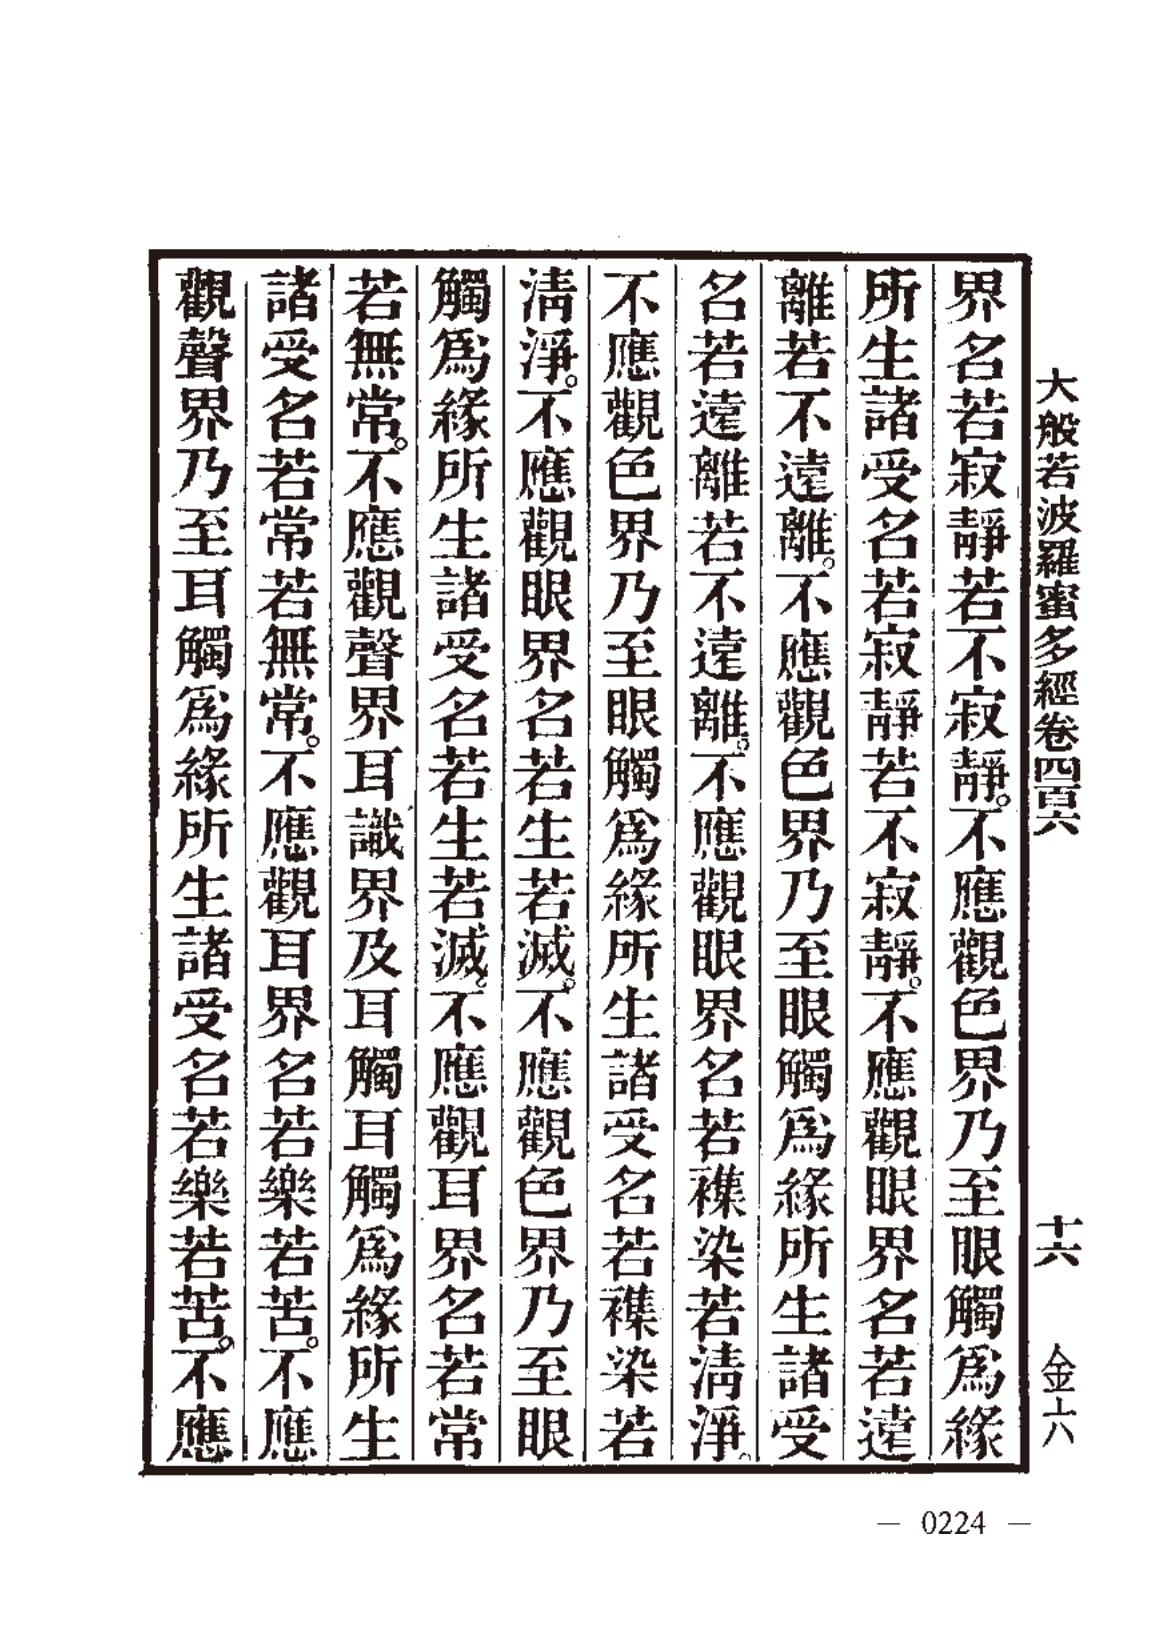 大般若波羅蜜多經卷四百六 十六 金六
界名若寂靜若不寂靜。不應觀色界乃至眼觸爲緣
所生諸受名若寂靜若不寂靜。不應觀眼界名若遠
離若不遠離。不應觀色界乃至眼觸爲緣所生諸受
名若遠離若不遠離。不應觀眼界名若襍染若淸淨。
不應觀色界乃至眼觸爲緣所生諸受名若襍染若
淸淨。不應觀眼界名若生若滅。不應觀色界乃至眼
觸爲緣所生諸受名若生若滅。不應觀耳界名若常
若無常。不應觀聲界耳識界及耳觸耳觸爲緣所生
諸受名若常若無常。不應觀耳界名若樂若苦。不應
觀聲界乃至耳觸爲緣所生諸受名若樂若苦。不應
— 0224 —